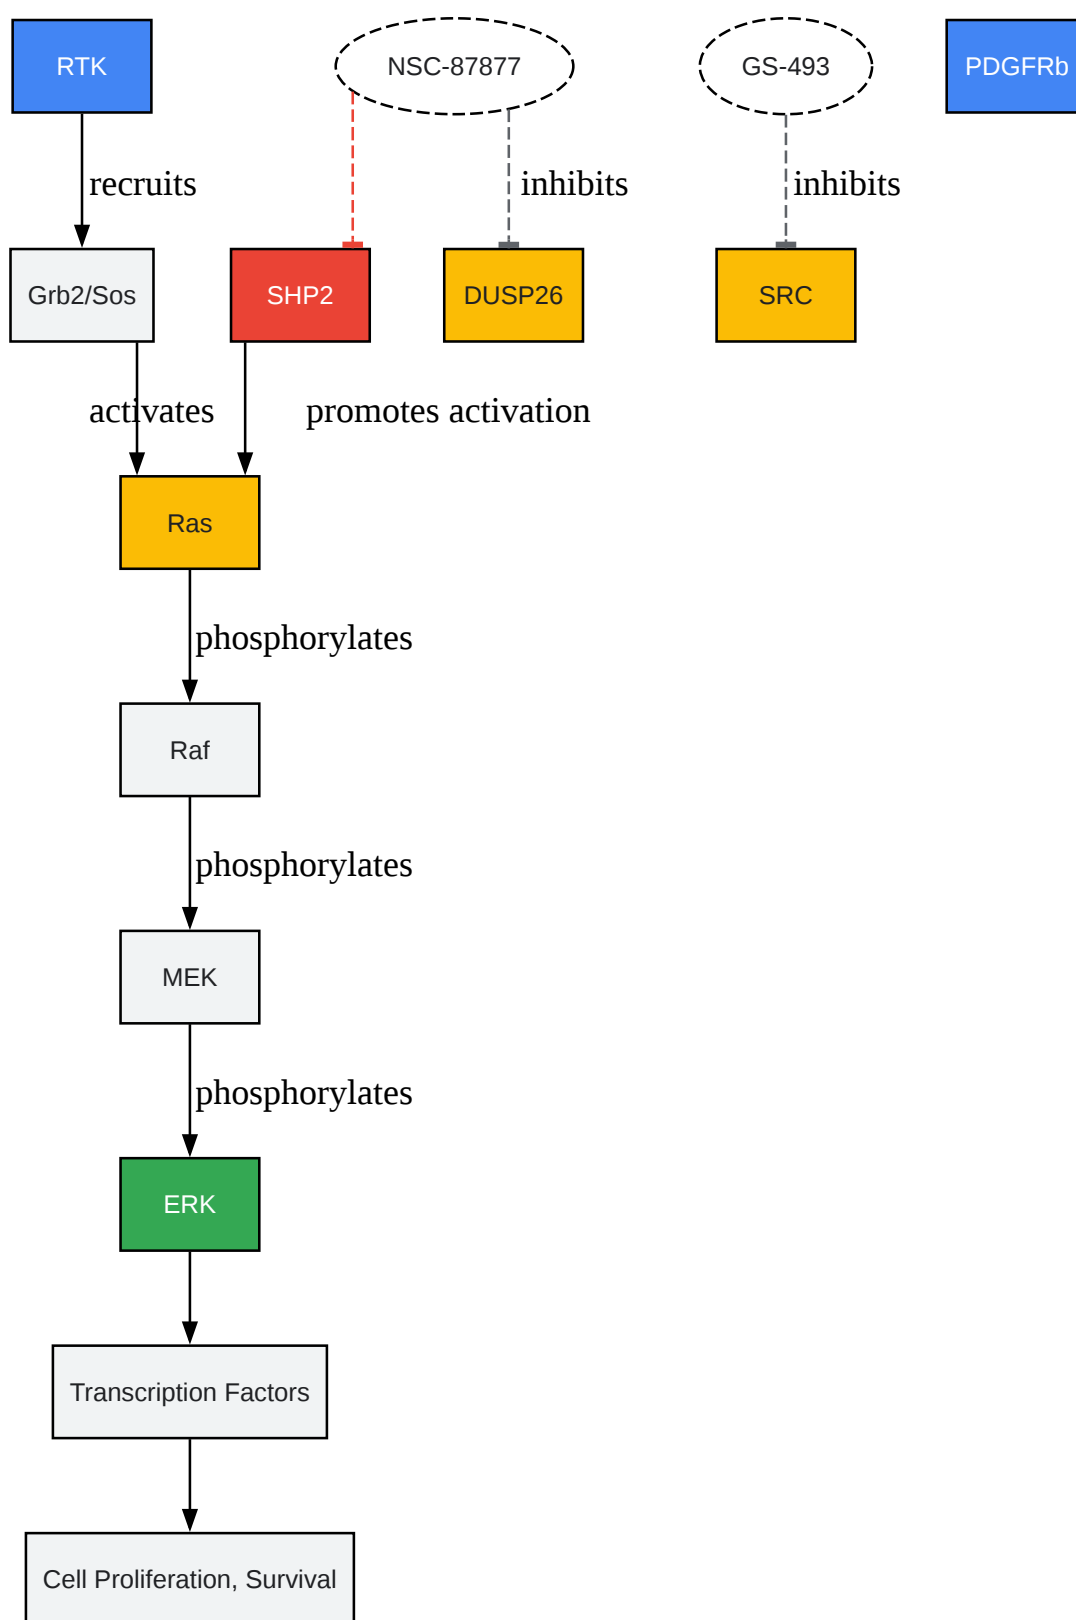 RTK
NSC-87877
GS-493
PDGFRb
recruits
inhibits
inhibits
Grb2/Sos
SHP2
DUSP26
SRC
activates
promotes activation
Ras
phosphorylates
Raf
phosphorylates
MEK
phosphorylates
ERK
Transcription Factors
Cell Proliferation, Survival